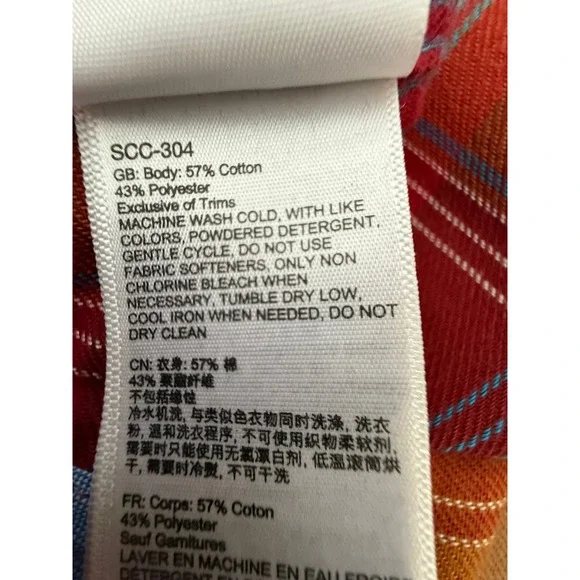 SCC-304
GB: Body: 57% Cotton
43% Polyester
Exclusive of Trims
MACHINE WASH COLD, WITH LIKE
COLORS, POWDERED DETERGENT,
GENTLE CYCLE, DO NOT USE
FABRIC SOFTENERS, ONLY NON
CHLORINE BLEACH WHEN
NECESSARY, TUMBLE DRY LOW,
COOL IRON WHEN NEEDED, DO NOT
DRY CLEAN
CN: 衣身: 57% 棉
43% 聚酯纤维
不包括缘蚀
冷水机洗, 与类似色衣物同时洗涤, 洗衣
粉, 温和洗衣程序, 不可使用织物柔软剂,
需要时只能使用无氯漂白剂, 低温滚筒烘
干, 需要时冷熨, 不可干洗
FR: Corps: 57% Coton
43% Polyester
Sauf Garnitures
LAVER EN MACHINE EN EAU FROIDE